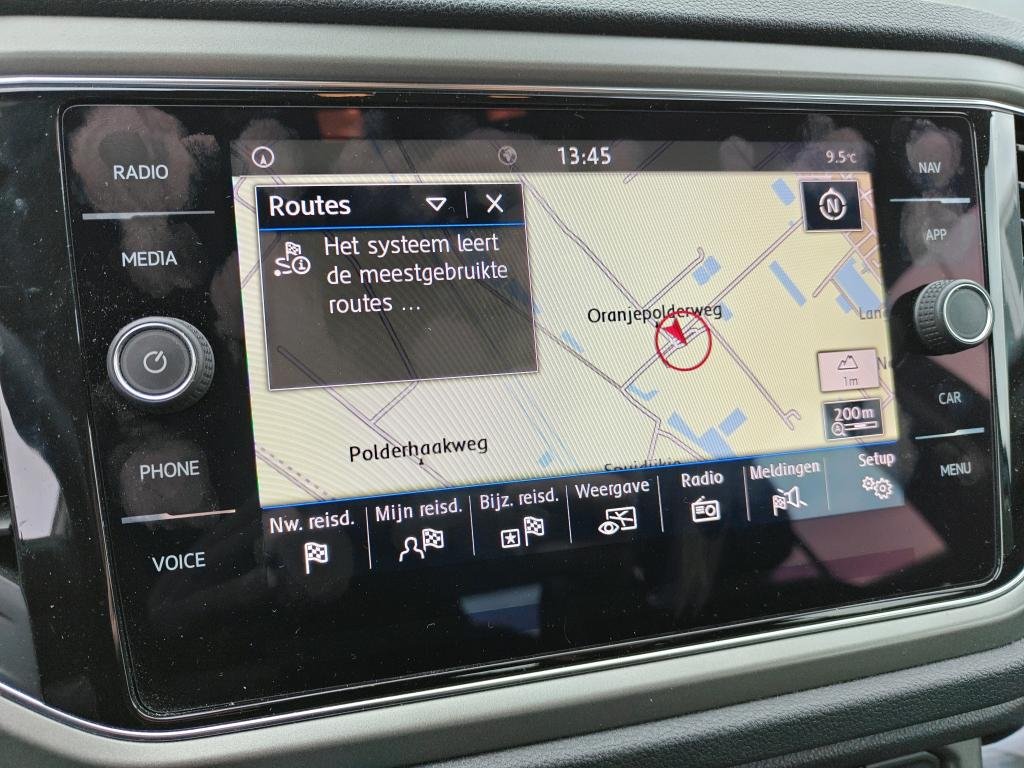 RADIO
MEDIA
PHONE
VOICE
13:45
9.5°C
Routes
Het systeem leert
de meestgebruikte
routes ...
N
Oranjepolderweg
Polderhaakweg
1m
200m
Nw. reisd.
Mijn reisd.
Bijz. reisd.
Weergave
Radio
Meldingen
Setup
NAV
APP
CAR
MENU